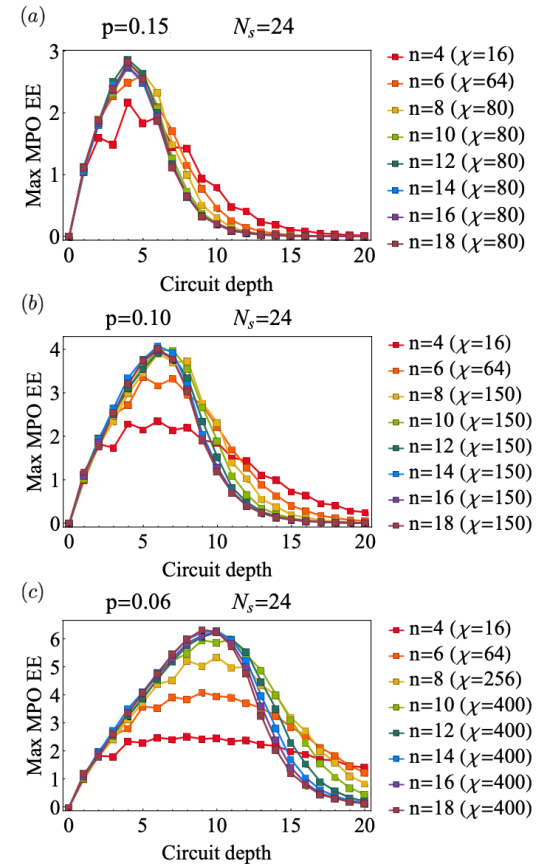 (a) p=0.15 Nₛ=24
3
2
1
0
Max MPO EE
0 5 10 15 20
Circuit depth
n=4 (χ=16)
n=6 (χ=64)
n=8 (χ=80)
n=10 (χ=80)
n=12 (χ=80)
n=14 (χ=80)
n=16 (χ=80)
n=18 (χ=80)
(b) p=0.10 Nₛ=24
4
3
2
1
0
Max MPO EE
0 5 10 15 20
Circuit depth
n=4 (χ=16)
n=6 (χ=64)
n=8 (χ=150)
n=10 (χ=150)
n=12 (χ=150)
n=14 (χ=150)
n=16 (χ=150)
n=18 (χ=150)
(c) p=0.06 Nₛ=24
6
5
4
3
2
1
0
Max MPO EE
0 5 10 15 20
Circuit depth
n=4 (χ=16)
n=6 (χ=64)
n=8 (χ=256)
n=10 (χ=400)
n=12 (χ=400)
n=14 (χ=400)
n=16 (χ=400)
n=18 (χ=400)